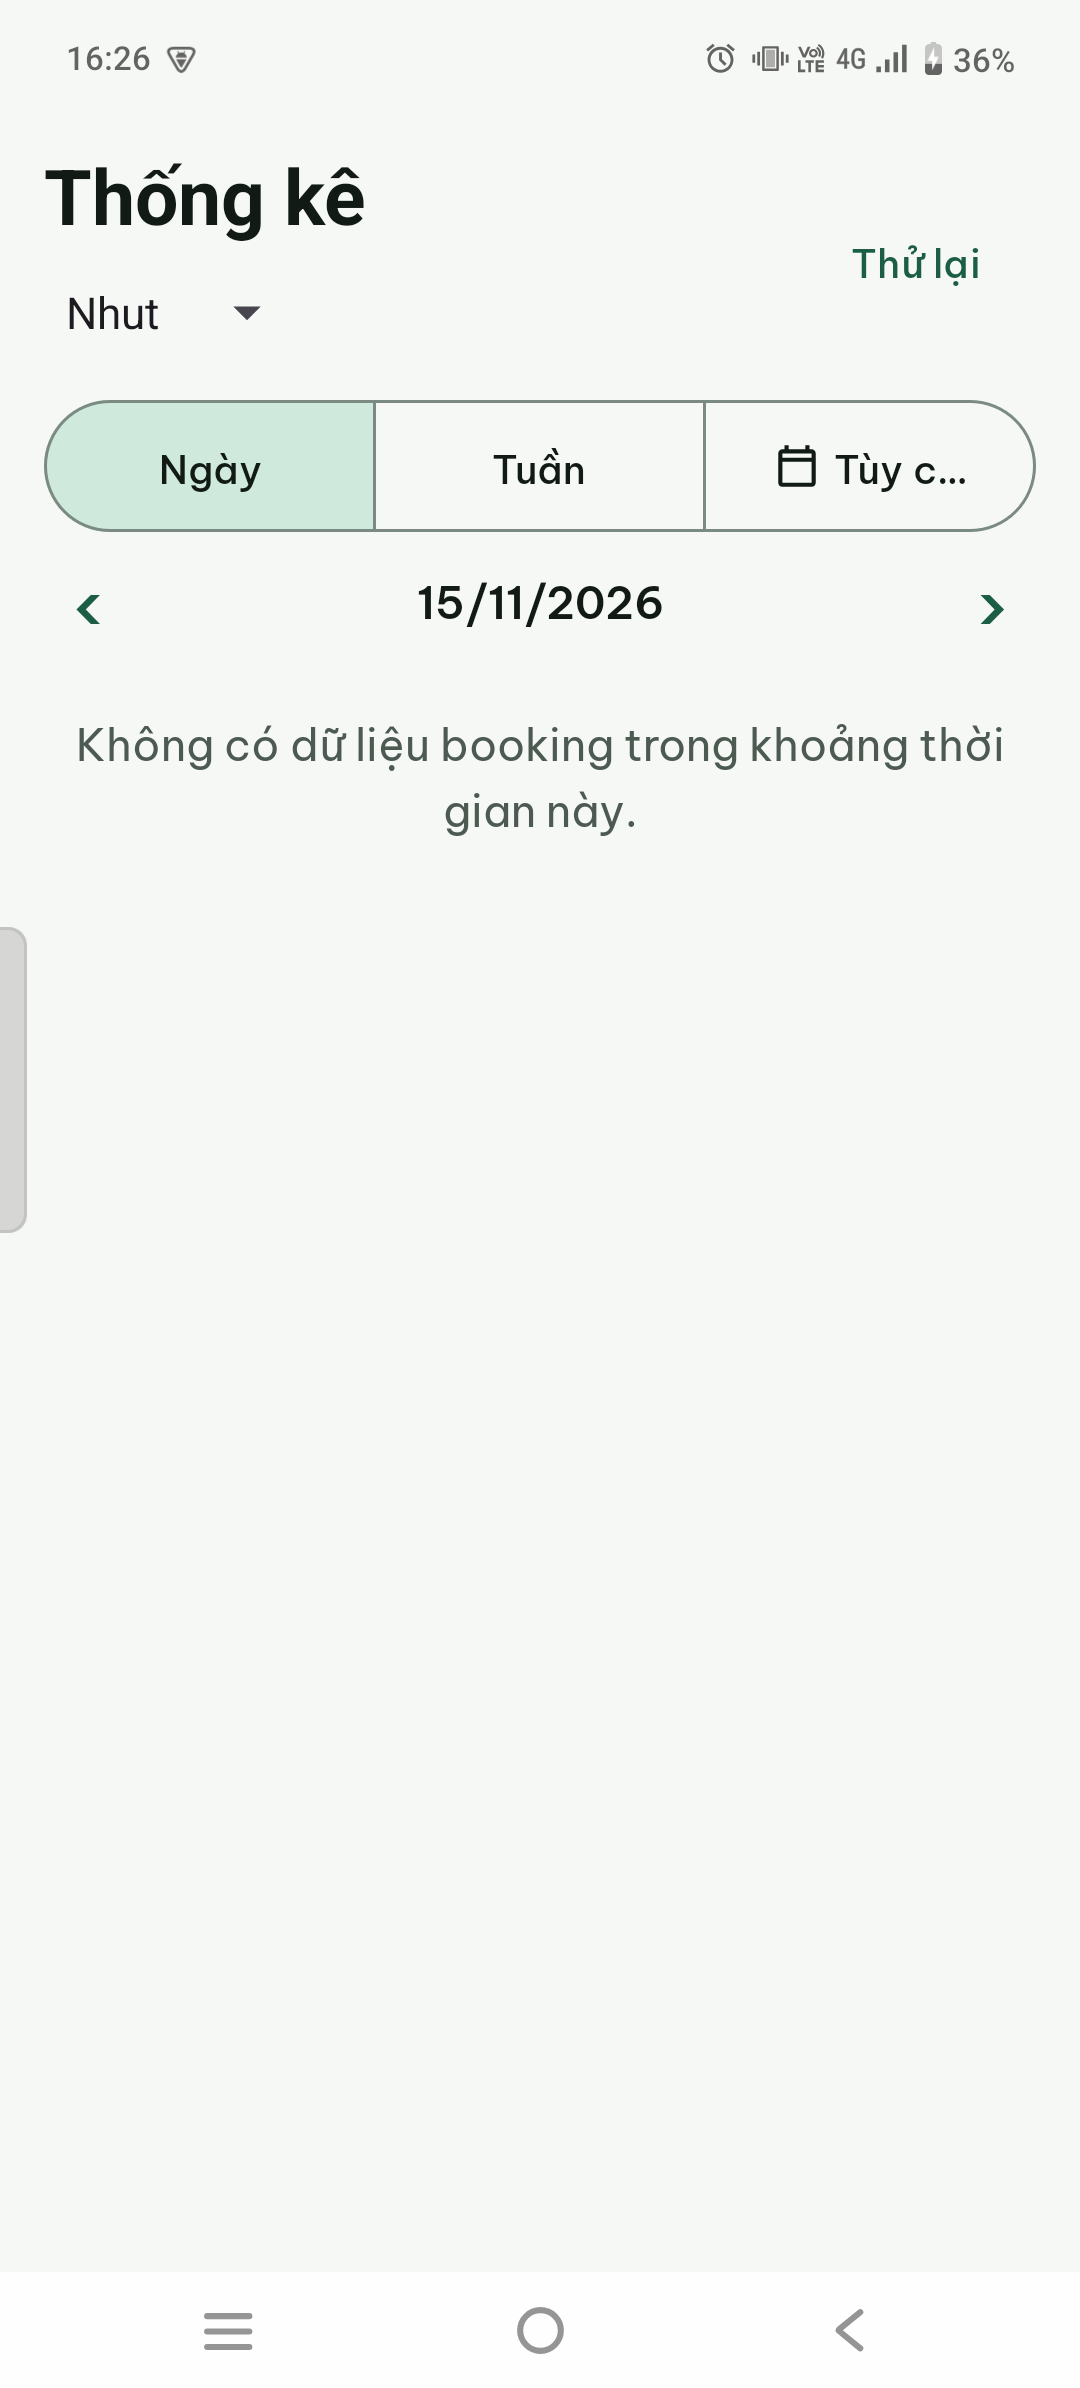 16:26
VoLTE 4G 36%
Thống kê
Thử lại
Nhut
Ngày
Tuần
Tùy c...
15/11/2026
Không có dữ liệu booking trong khoảng thời
gian này.